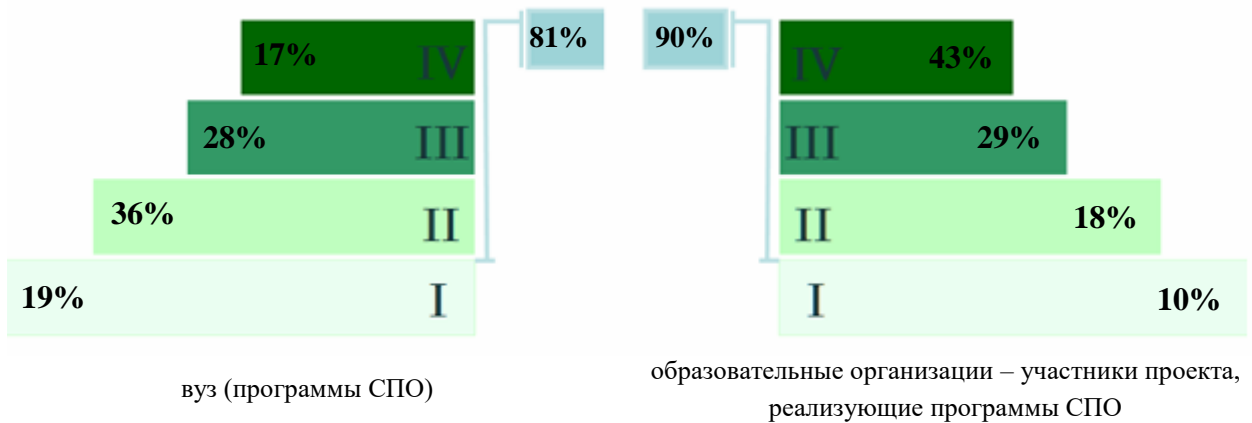 17% IV 81% 90% IV 43%
28% III III 29%
36% II II 18%
19% I I 10%
вуз (программы СПО)
образовательные организации – участники проекта,
реализующие программы СПО